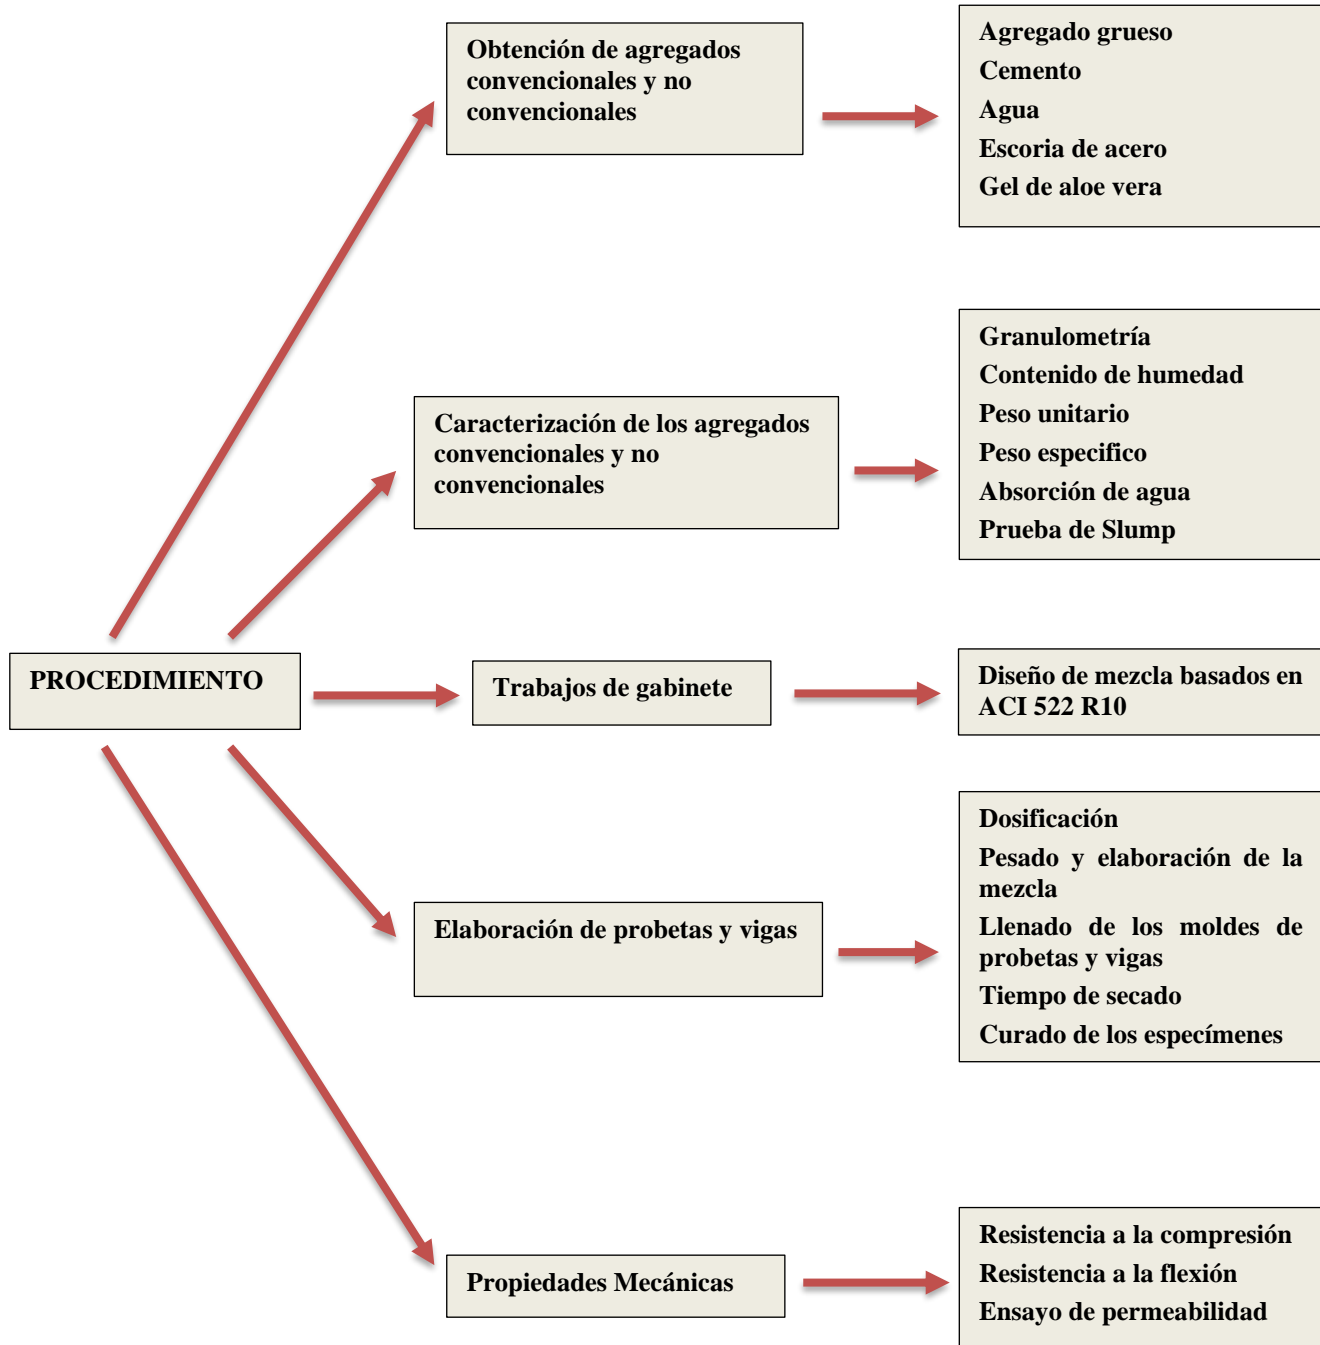 Obtención de agregados
convencionales y no
convencionales
Agregado grueso
Cemento
Agua
Escoria de acero
Gel de aloe vera
Caracterización de los agregados
convencionales y no
convencionales
Granulometría
Contenido de humedad
Peso unitario
Peso especifico
Absorción de agua
Prueba de Slump
PROCEDIMIENTO
Trabajos de gabinete
Diseño de mezcla basados en
ACI 522 R10
Elaboración de probetas y vigas
Dosificación
Pesado y elaboración de la
mezcla
Llenado de los moldes de
probetas y vigas
Tiempo de secado
Curado de los especímenes
Propiedades Mecánicas
Resistencia a la compresión
Resistencia a la flexión
Ensayo de permeabilidad